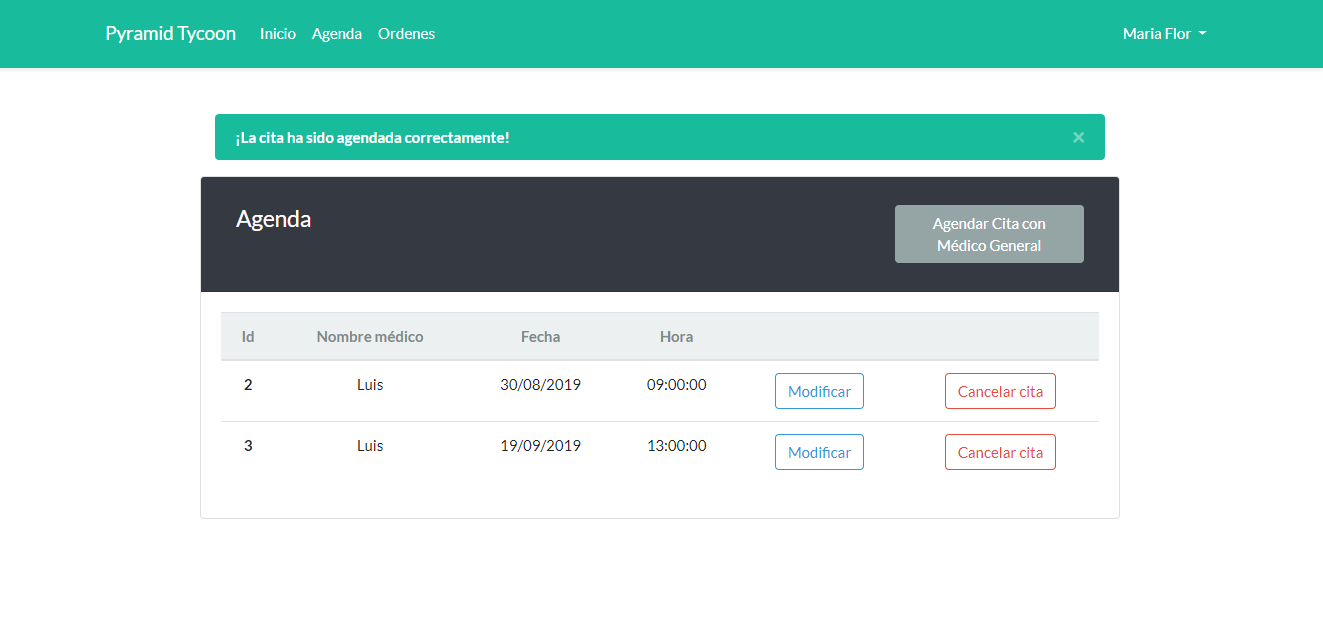 Pyramid Tycoon Inicio Agenda Ordenes Maria Flor
¡La cita ha sido agendada correctamente! ×
Agenda
Agendar Cita con
Médico General
Id Nombre médico Fecha Hora
2 Luis 30/08/2019 09:00:00 Modificar Cancelar cita
3 Luis 19/09/2019 13:00:00 Modificar Cancelar cita